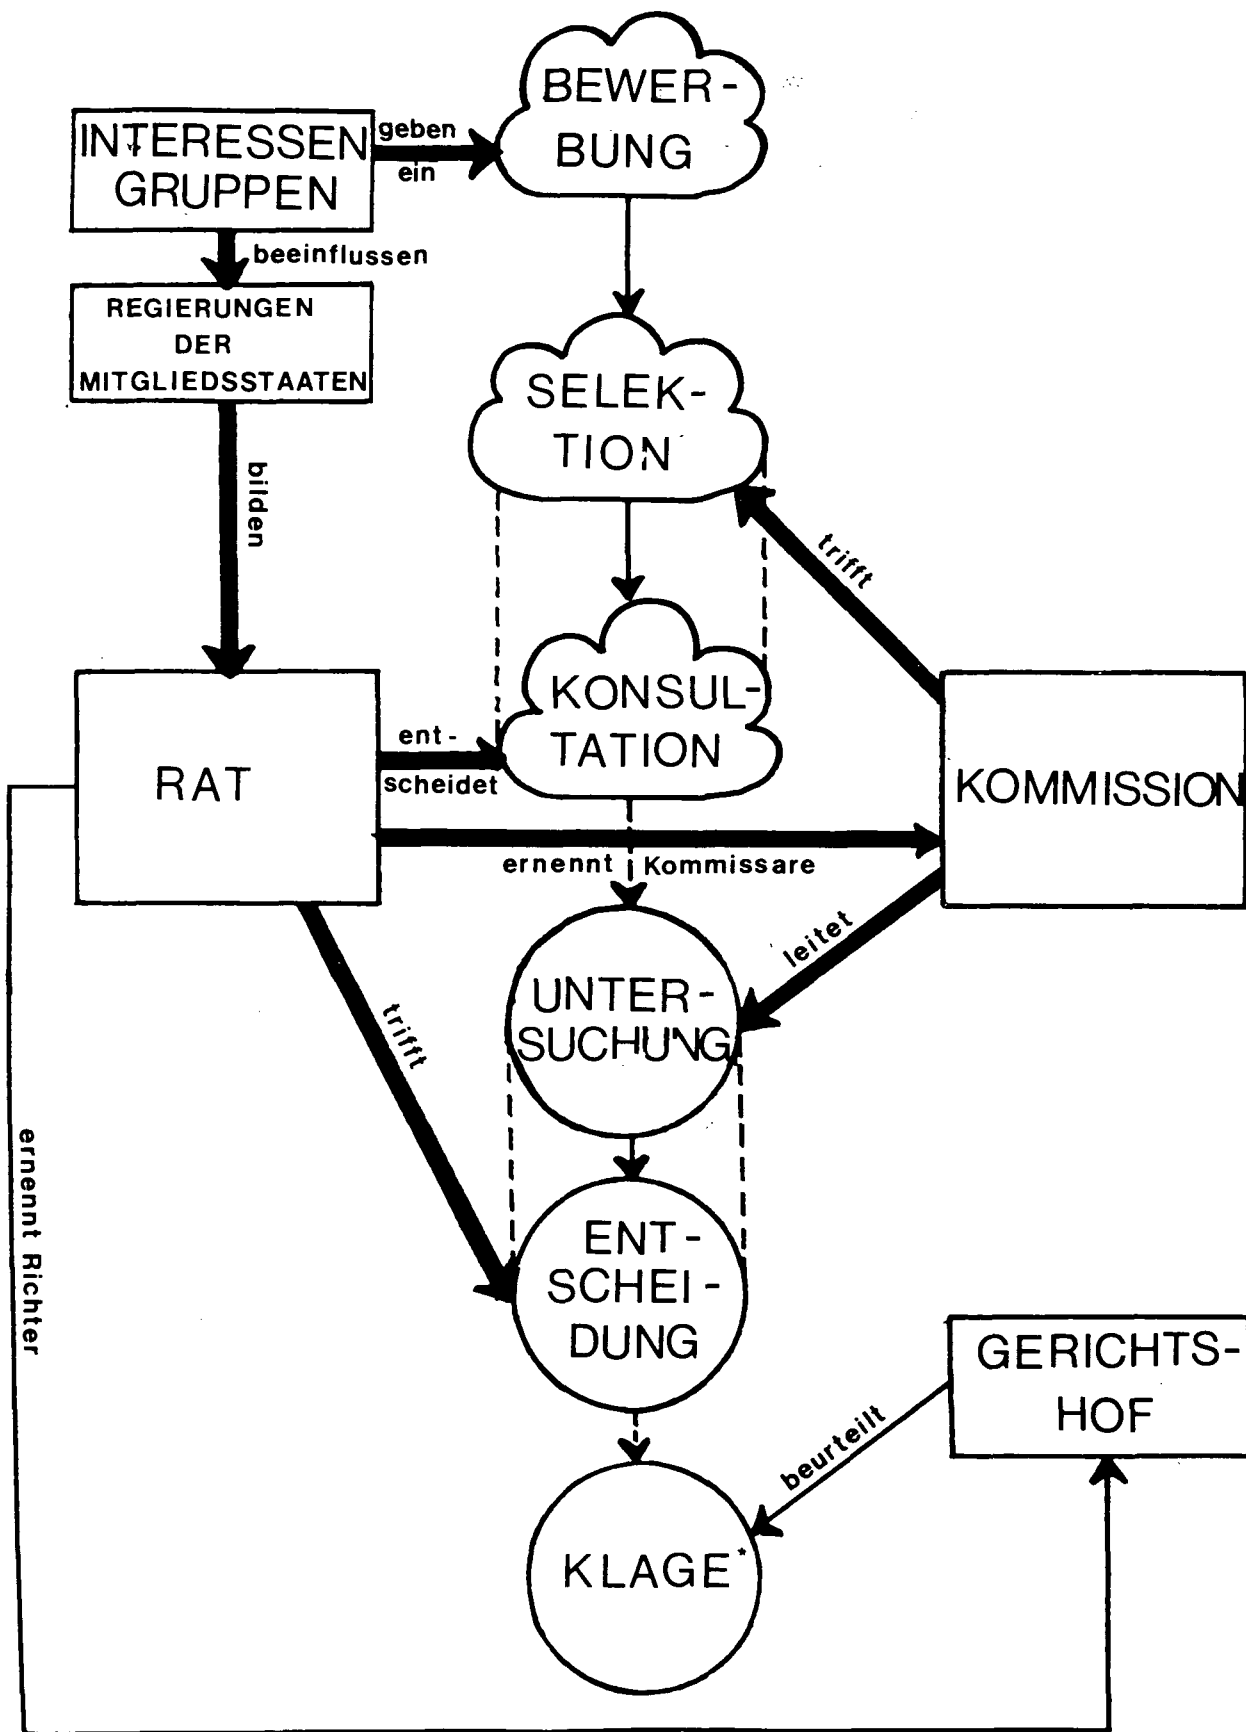 BEWER-
BUNG
INTERESSEN
GRUPPEN
geben
ein
beeinflussen
REGIERUNGEN
DER
MITGLIEDSSTAATEN
SELEK-
TION
bilden
trifft
KONSUL-
TATION
RAT
ent-
scheidet
KOMMISSION
ernennt Kommissare
leitet
UNTER-
SUCHUNG
trifft
ernennt Richter
ENT-
SCHEI-
DUNG
GERICHTS-
HOF
beurteilt
KLAGE*